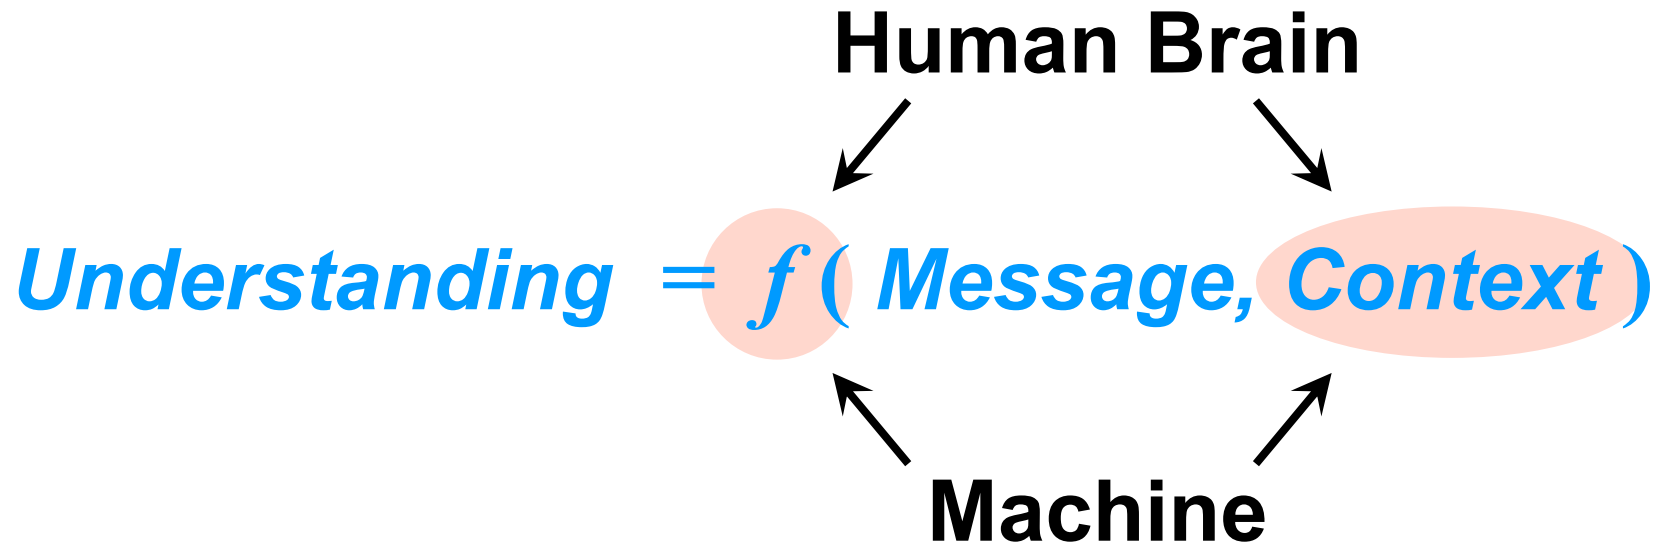 Human Brain
Understanding = f ( Message, Context )
Machine